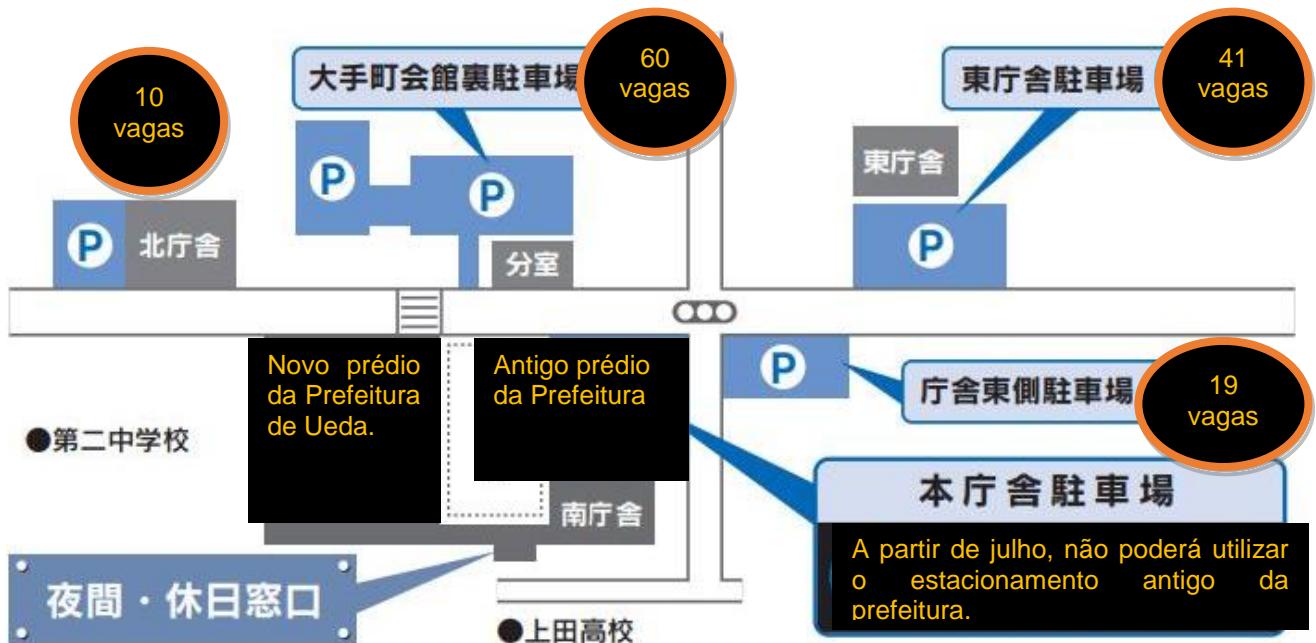 10
vagas
大手町会館裏駐車場
60
vagas
東庁舎駐車場
41
vagas
東庁舎
P
P
P
北庁舎
分室
P
Novo prédio
da Prefeitura
de Ueda.
Antigo prédio
da Prefeitura
P
庁舎東側駐車場
19
vagas
●第二中学校
本庁舎駐車場
南庁舎
A partir de julho, não poderá utilizar
o estacionamento antigo da
prefeitura.
夜間・休日窓口
●上田高校